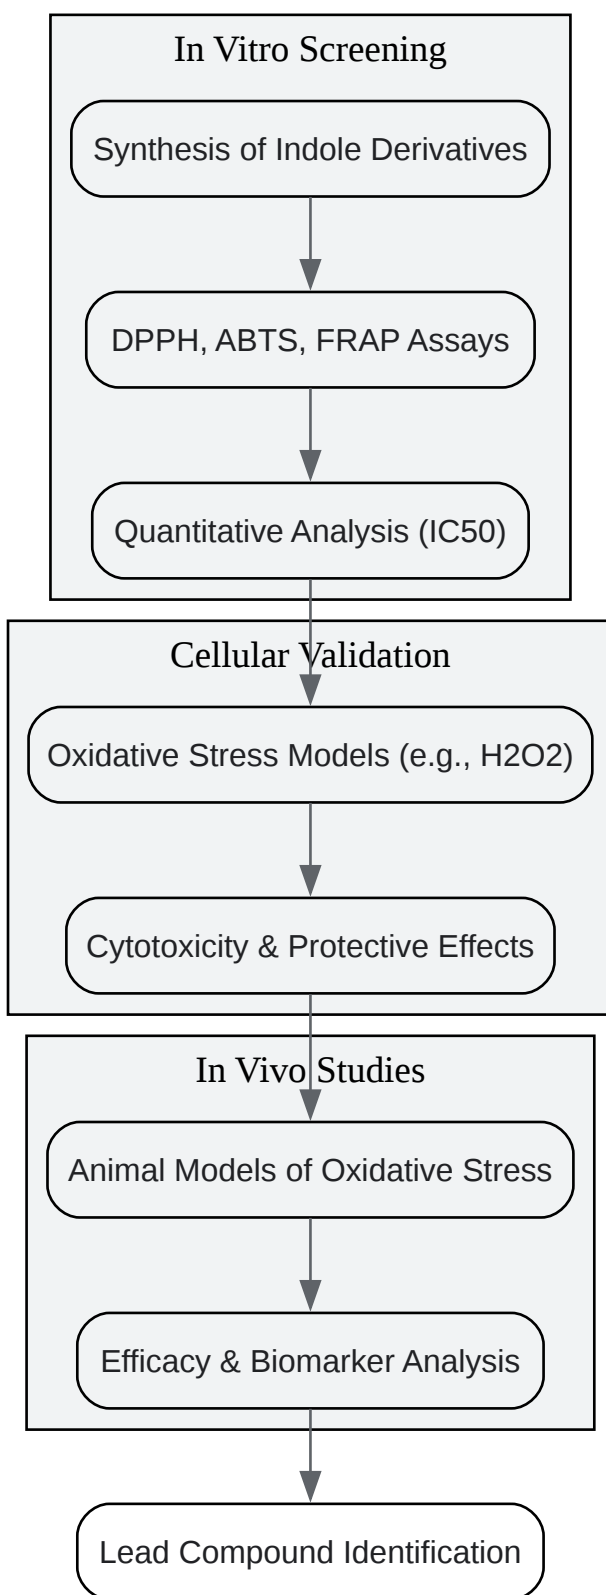 In Vitro Screening
Synthesis of Indole Derivatives
DPPH, ABTS, FRAP Assays
Quantitative Analysis (IC50)
Cellular Validation
Oxidative Stress Models (e.g., H2O2)
Cytotoxicity & Protective Effects
In Vivo Studies
Animal Models of Oxidative Stress
Efficacy & Biomarker Analysis
Lead Compound Identification